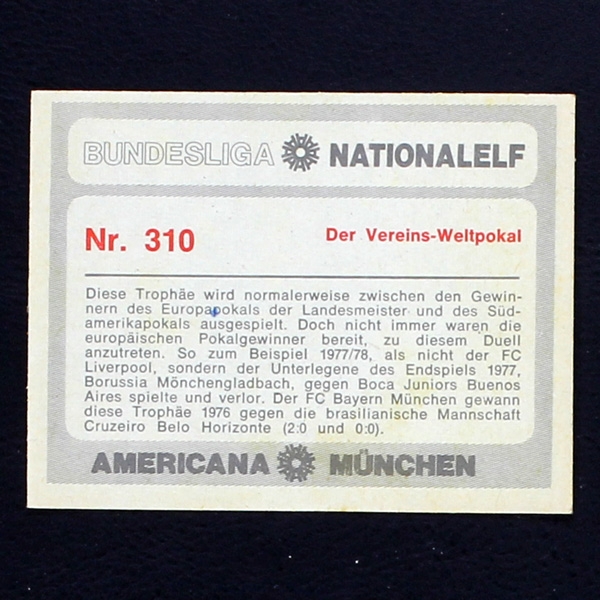 BUNDESLIGA NATIONALELF
Nr. 310
Der Vereins-Weltpokal
Diese Trophäe wird normalerweise zwischen den Gewin-
nern des Europapokals der Landesmeister und des Süd-
amerikapokals ausgespielt. Doch nicht immer waren die
europäischen Pokalgewinner bereit, zu diesem Duell
anzutreten. So zum Beispiel 1977/78, als nicht der FC
Liverpool, sondern der Unterlegene des Endspiels 1977,
Borussia Mönchengladbach, gegen Boca Juniors Buenos
Aires spielte und verlor. Der FC Bayern München gewann
diese Trophäe 1976 gegen die brasilianische Mannschaft
Cruzeiro Belo Horizonte (2:0 und 0:0).
AMERICANA MÜNCHEN